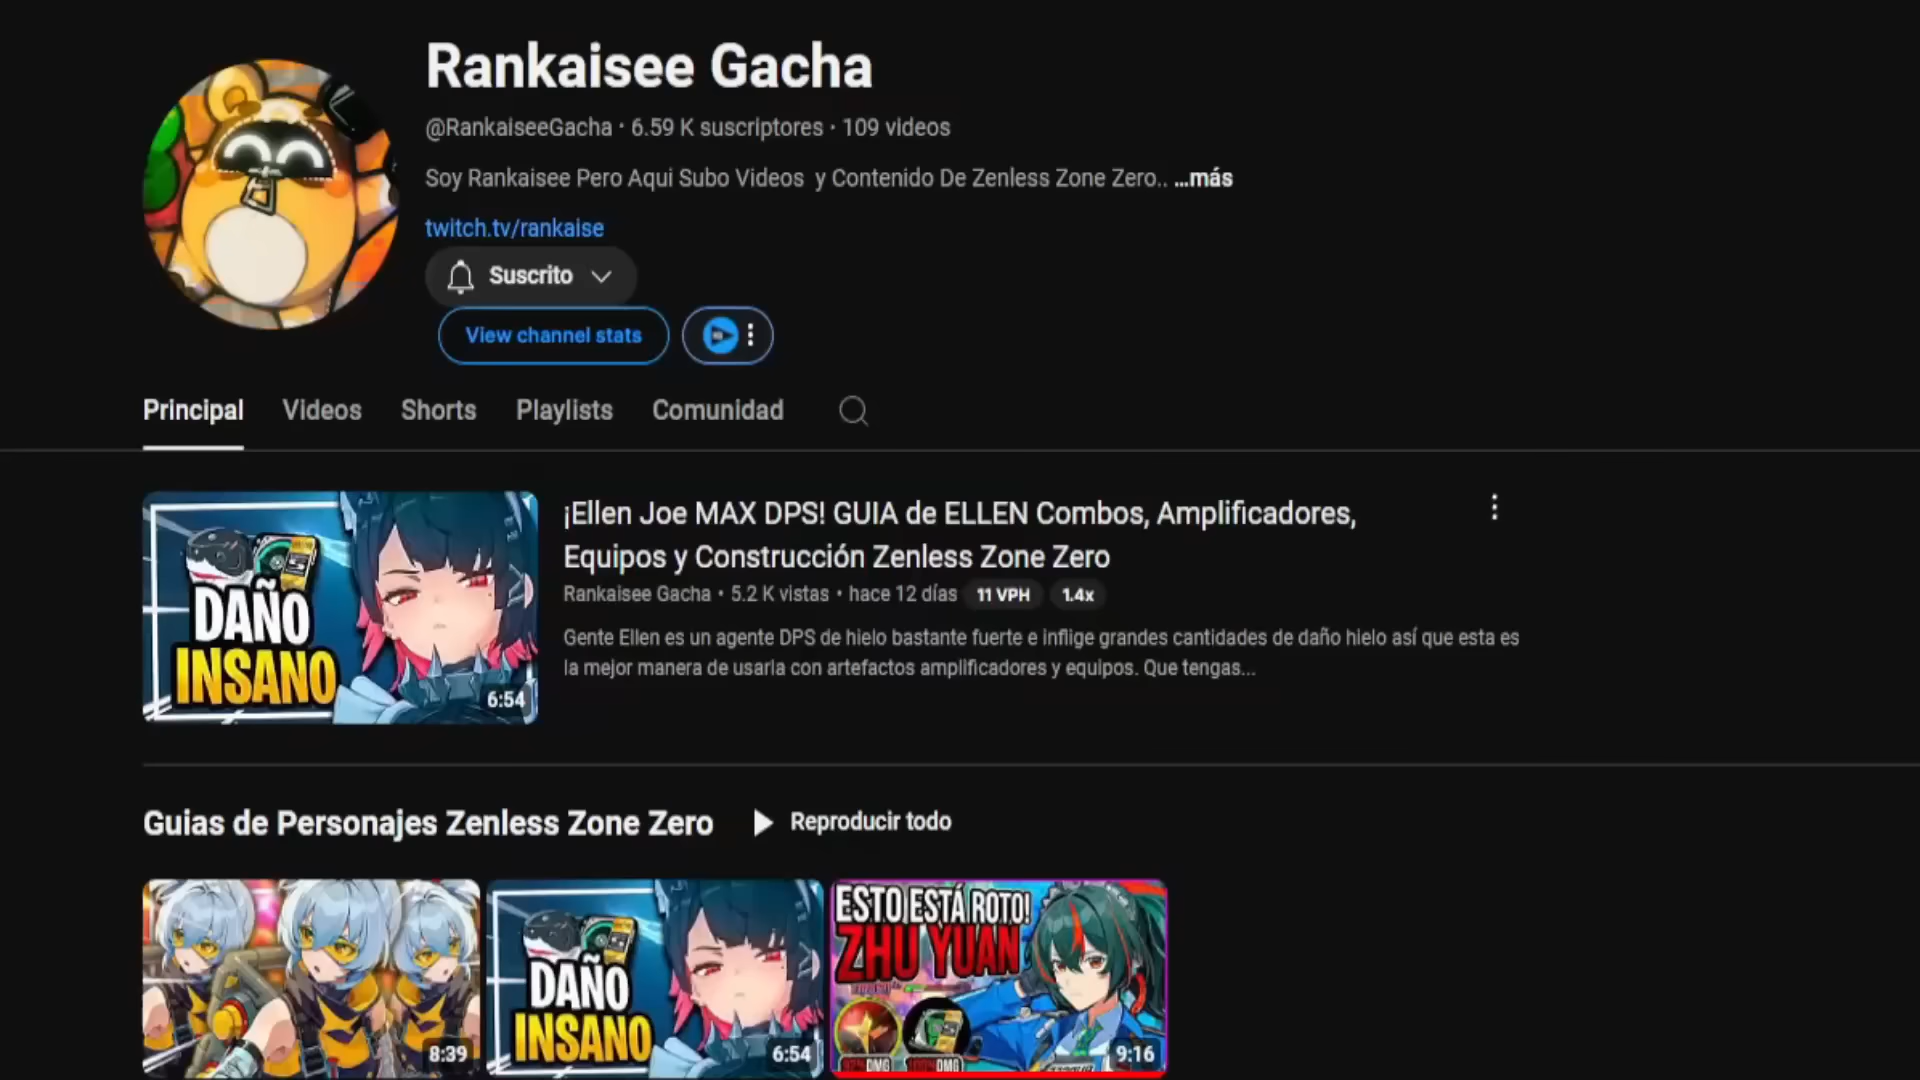 Rankaisee Gacha
@RankaiseeGacha · 6.59 K suscriptores · 109 videos
Soy Rankaisee Pero Aqui Subo Videos y Contenido De Zenless Zone Zero.. ...más
twitch.tv/rankaise
Suscrito
View channel stats
Principal Videos Shorts Playlists Comunidad
¡Ellen Joe MAX DPS! GUIA de ELLEN Combos, Amplificadores,
Equipos y Construcción Zenless Zone Zero
Rankaisee Gacha · 5.2 K vistas · hace 12 días 11 VPH 1.4x
Gente Ellen es un agente DPS de hielo bastante fuerte e inflige grandes cantidades de daño hielo así que esta es
la mejor manera de usarla con artefactos amplificadores y equipos. Que tengas...
DAÑO
INSANO
6:54
Guias de Personajes Zenless Zone Zero Reproducir todo
8:39
DAÑO
INSANO
6:54
ESTO ESTÁ ROTO!
ZHU YUAN
DMG
DMG
9:16